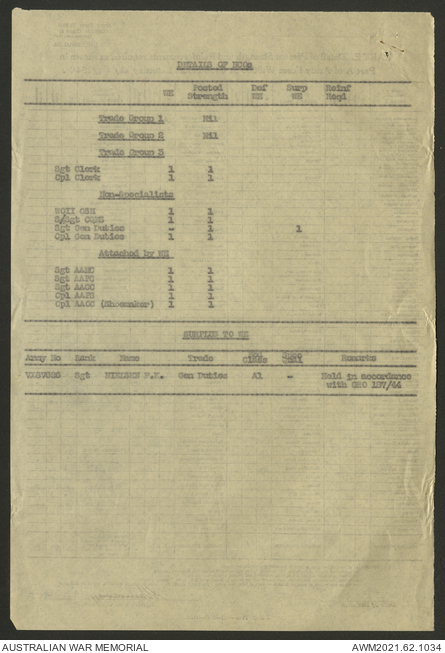 DETAILS OF NCOs
WE Posted Strength Def WE Surp WE Reinf Reqd
Trade Group 1 Nil
Trade Group 2 Nil
Trade Group 3
Sgt Clerk 1 1
Cpl Clerk 1 1
Non-Specialists
WOII CSM 1 1
S/Sgt CQMS 1 1
Sgt Gen Duties - 1 1
Cpl Gen Duties 1 1
Attached by WE
Sgt AAMC 1 1
Sgt AAPC 1 1
Sgt AACC 1 1
Cpl AAPC 1 1
Cpl AAOC (Shoemaker) 1 1
SURPLUS TO WE
Army No Rank Name Trade Class Remarks
Sgt Gen Duties A1 - Held in accordance
with GRO 197/44
AUSTRALIAN WAR MEMORIAL AWM2021.62.1034